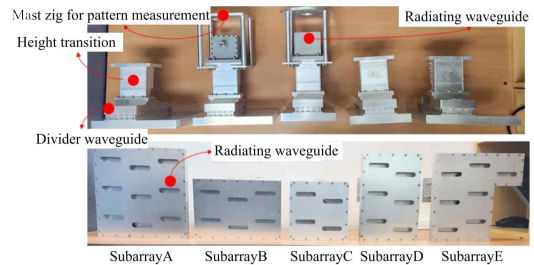 Mast zig for pattern measurement
Radiating waveguide
Height transition
Divider waveguide
Radiating waveguide
SubarrayA SubarrayB SubarrayC SubarrayD SubarrayE